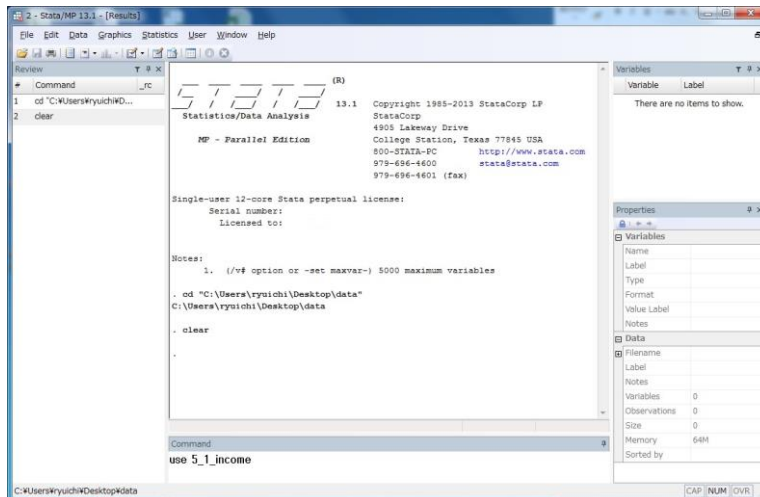 2 - Stata/MP 13.1 - [Results]
File Edit Data Graphics Statistics User Window Help
Review
# Command _rc
1 cd "C:¥Users¥ryuichi¥D...
2 clear
(R)
STATA 13.1 Copyright 1985-2013 StataCorp LP
Statistics/Data Analysis StataCorp
4905 Lakeway Drive
MP - Parallel Edition College Station, Texas 77845 USA
800-STATA-PC http://www.stata.com
979-696-4600 stata@stata.com
979-696-4601 (fax)
Single-user 12-core Stata perpetual license:
Serial number:
Licensed to:
Notes:
1. (/v# option or -set maxvar-) 5000 maximum variables
. cd "C:\Users\ryuichi\Desktop\data"
C:\Users\ryuichi\Desktop\data
. clear
.
Command
use 5_1_income
Variables
Variable Label
There are no items to show.
Properties
Variables
Name
Label
Type
Format
Value Label
Notes
Data
Filename
Label
Notes
Variables 0
Observations 0
Size 0
Memory 64M
Sorted by
C:¥Users¥ryuichi¥Desktop¥data
CAP NUM OVR